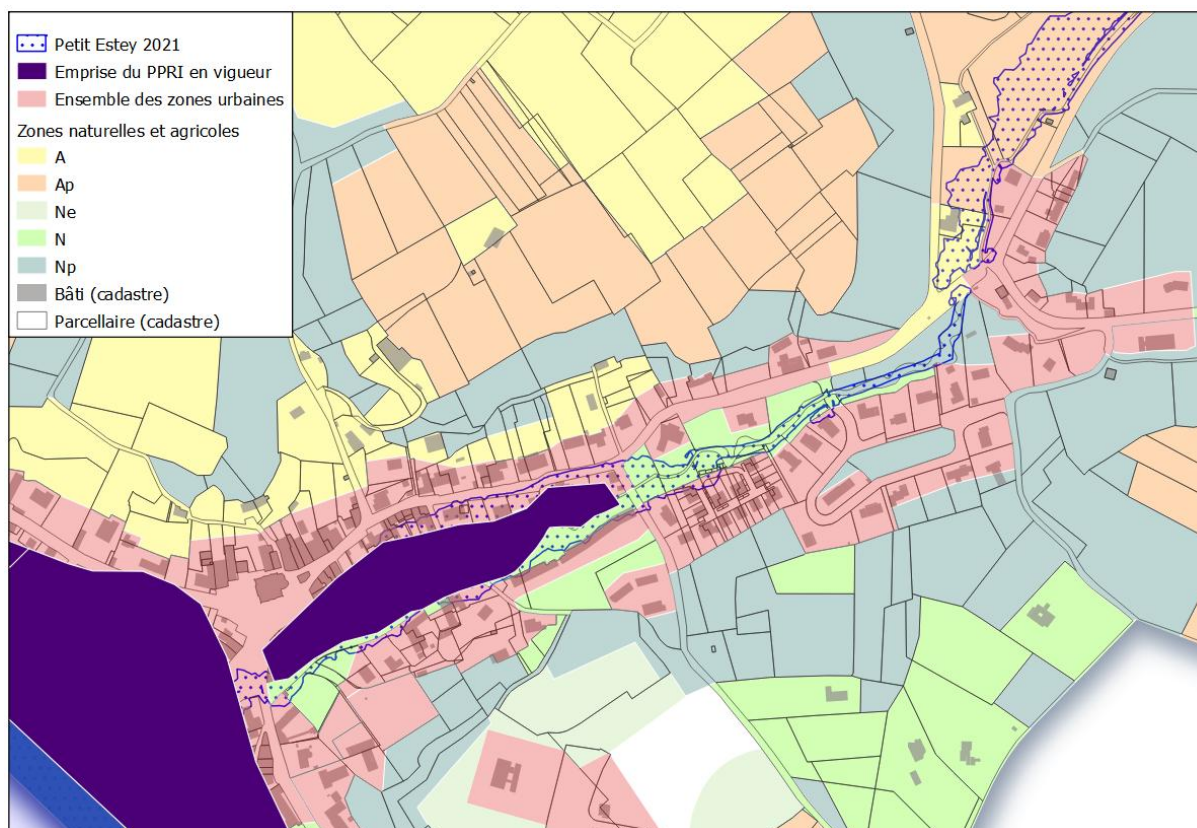 Petit Estey 2021
Emprise du PPRI en vigueur
Ensemble des zones urbaines
Zones naturelles et agricoles
A
Ap
Ne
N
Np
Bâti (cadastre)
Parcellaire (cadastre)